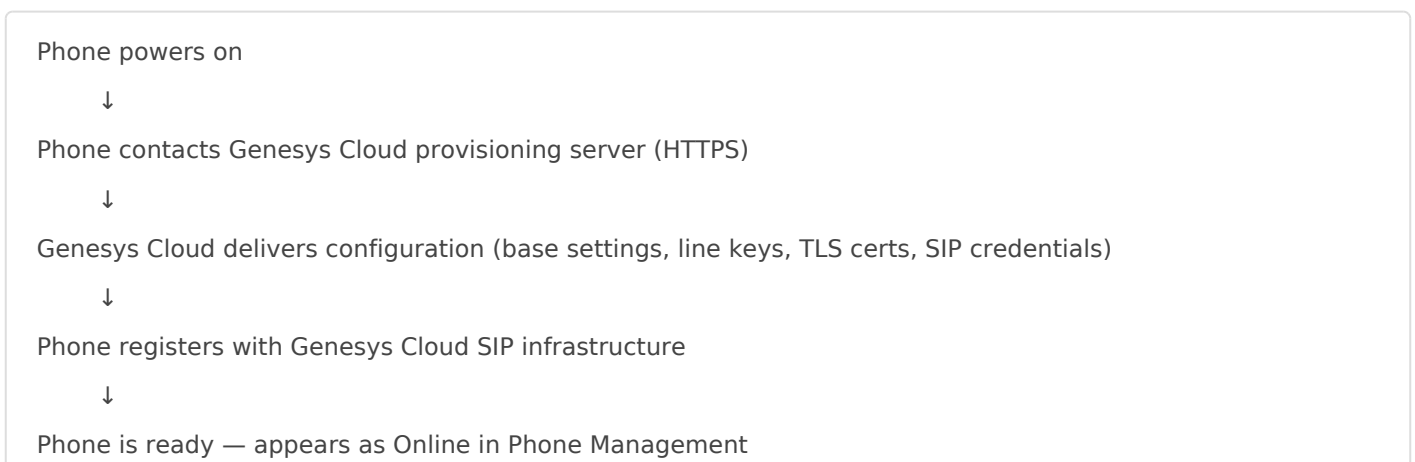 Phone powers on
↓
Phone contacts Genesys Cloud provisioning server (HTTPS)
↓
Genesys Cloud delivers configuration (base settings, line keys, TLS certs, SIP credentials)
↓
Phone registers with Genesys Cloud SIP infrastructure
↓
Phone is ready — appears as Online in Phone Management